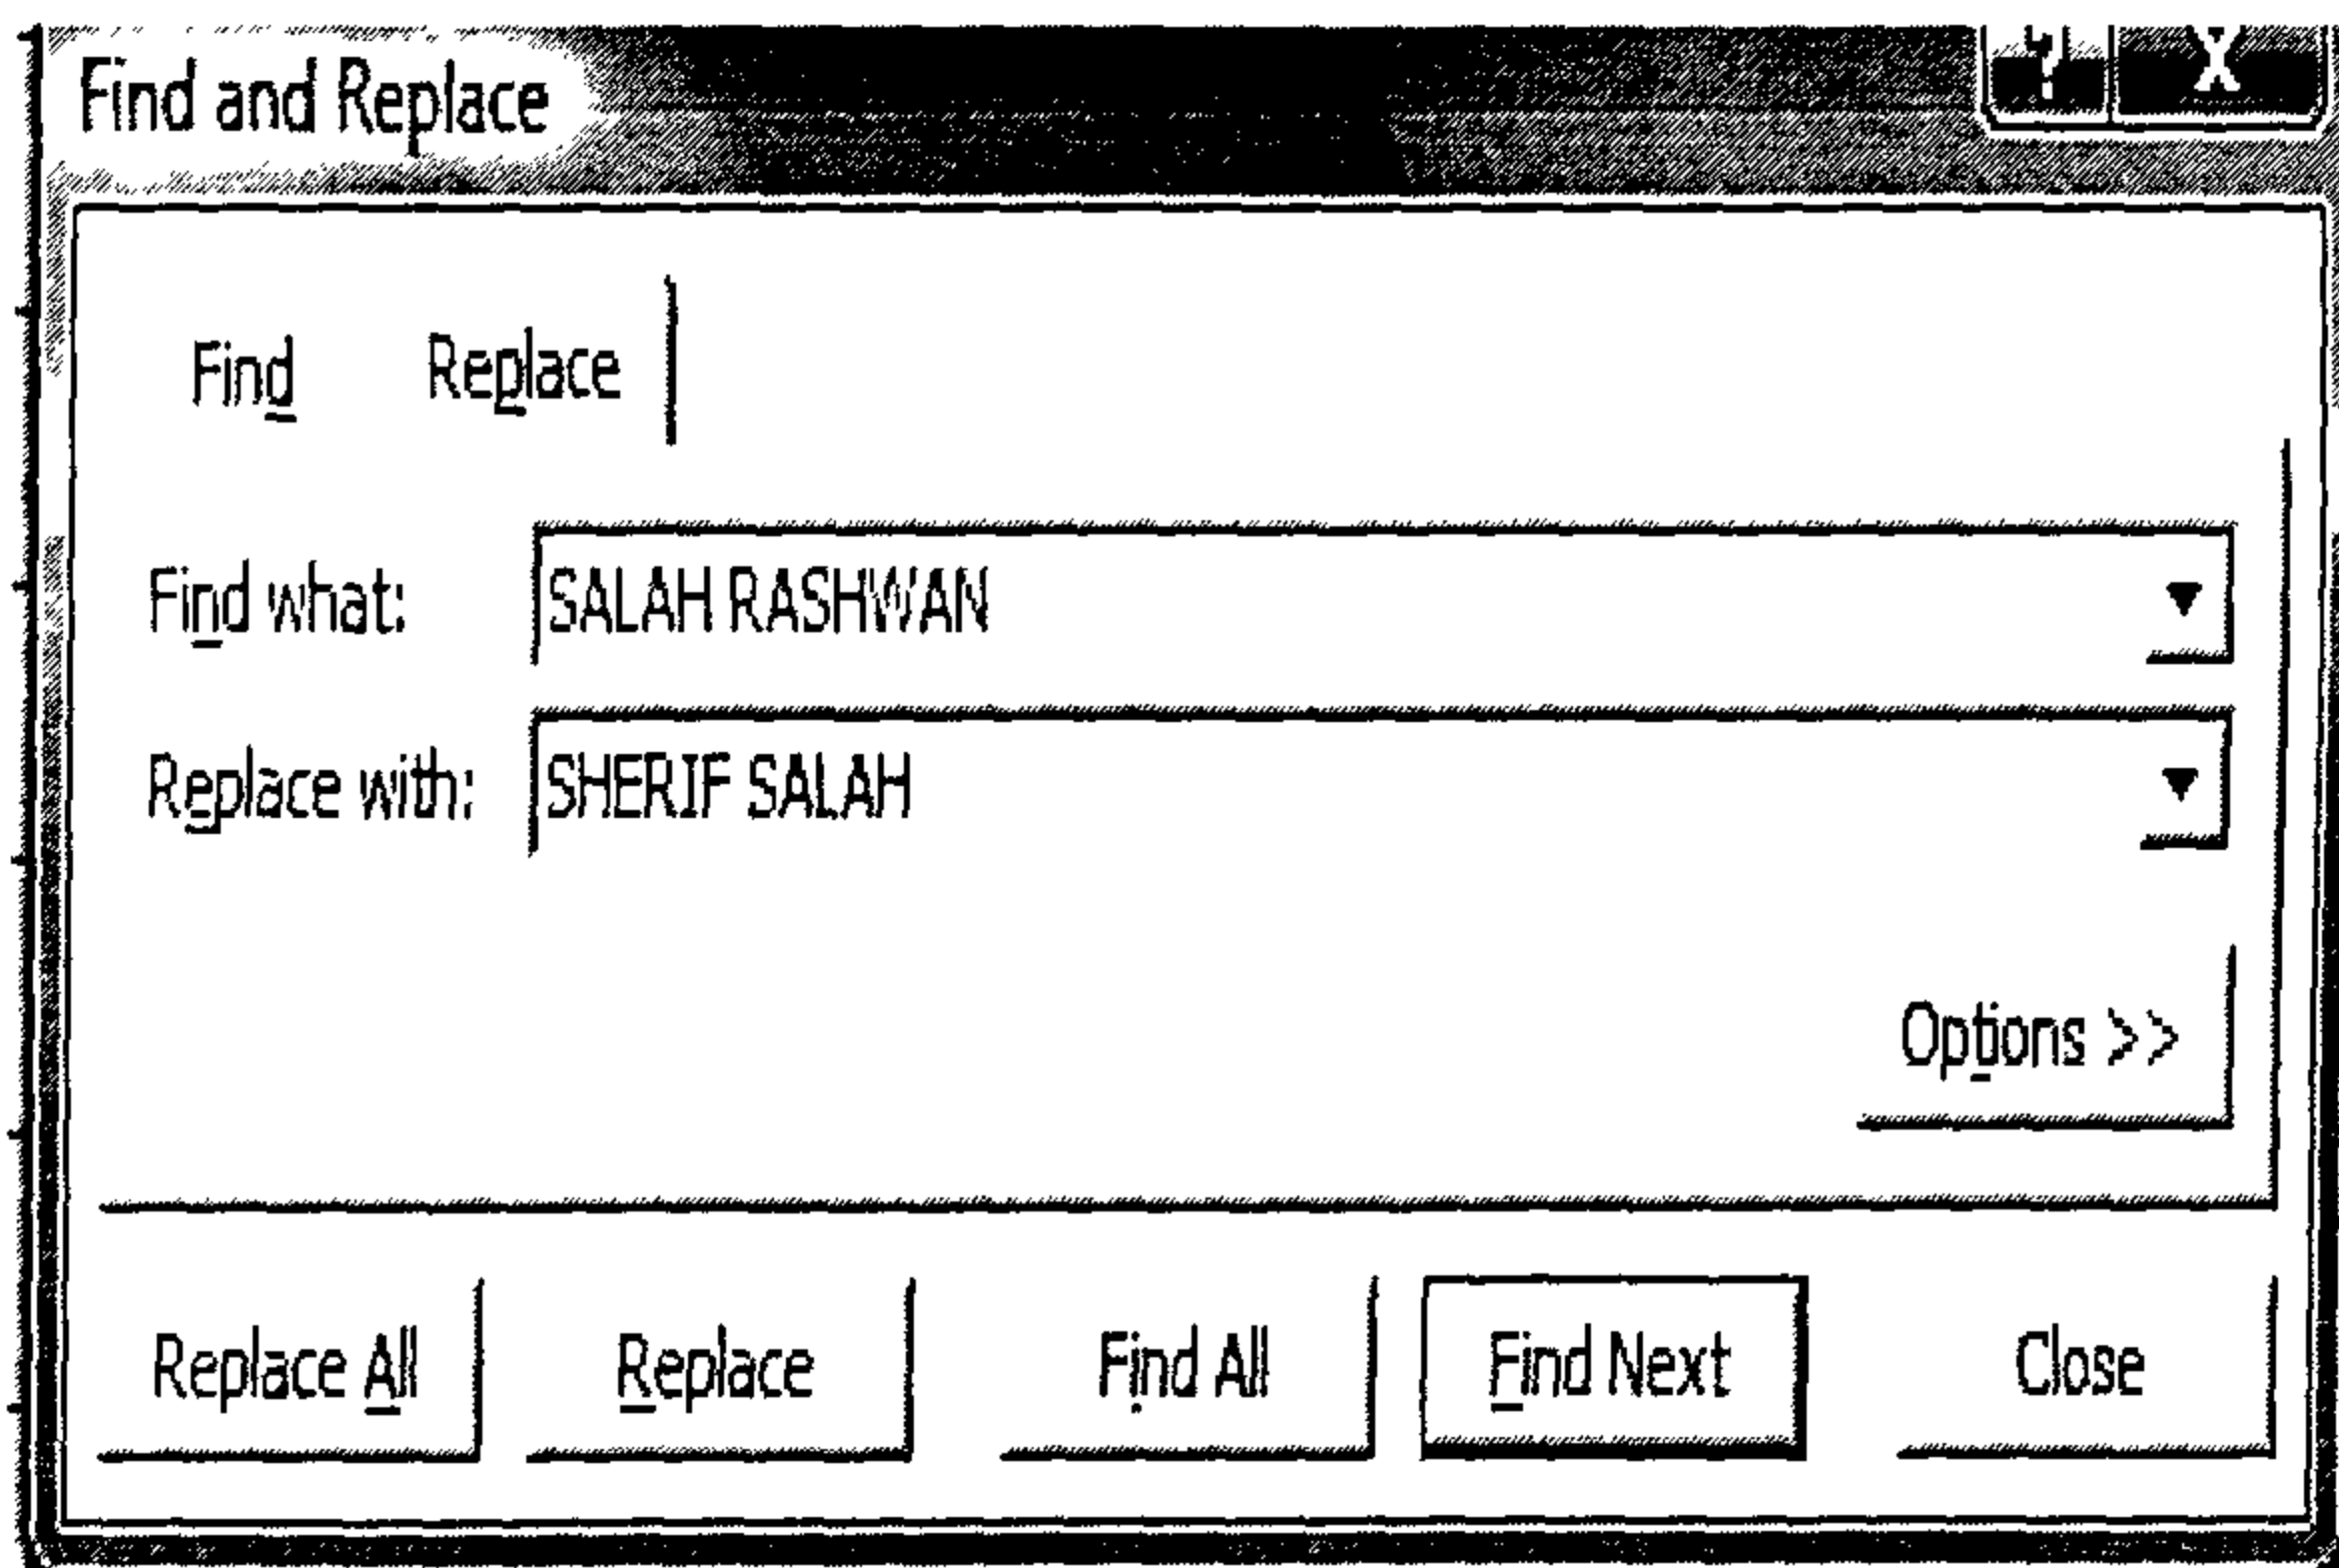 ? X
Find and Replace
Find Replace
Find what: SALAH RASHWAN
Replace with: SHERIF SALAH
Options >>
Replace All Replace Find All Find Next Close